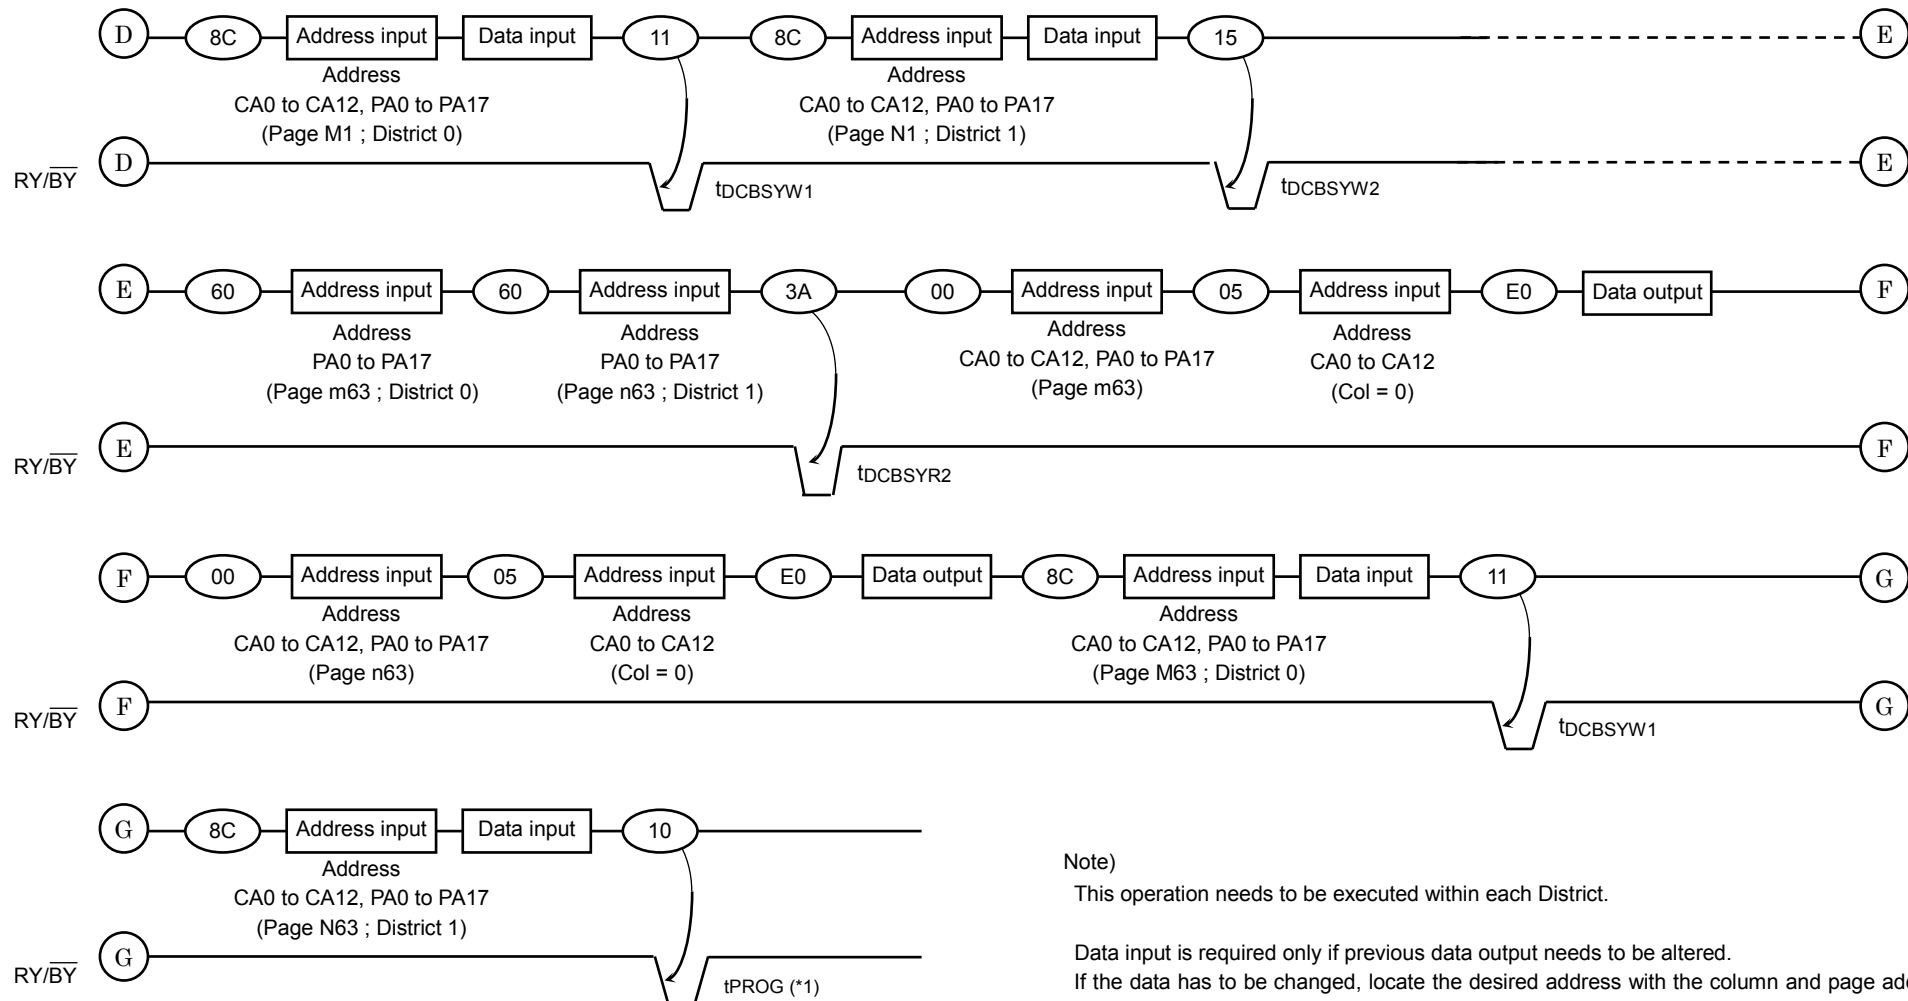 D 8C Address input Data input 11 8C Address input Data input 15 E
Address
CA0 to CA12, PA0 to PA17
(Page M1 ; District 0)
Address
CA0 to CA12, PA0 to PA17
(Page N1 ; District 1)
RY/BY D tDCBSYW1 tDCBSYW2 E
E 60 Address input 60 Address input 3A 00 Address input 05 Address input E0 Data output F
Address
PA0 to PA17
(Page m63 ; District 0)
Address
PA0 to PA17
(Page n63 ; District 1)
Address
CA0 to CA12, PA0 to PA17
(Page m63)
Address
CA0 to CA12
(Col = 0)
RY/BY E tDCBSYR2 F
F 00 Address input 05 Address input E0 Data output 8C Address input Data input 11 G
Address
CA0 to CA12, PA0 to PA17
(Page n63)
Address
CA0 to CA12
(Col = 0)
Address
CA0 to CA12, PA0 to PA17
(Page M63 ; District 0)
RY/BY F tDCBSYW1 G
G 8C Address input Data input 10
Address
CA0 to CA12, PA0 to PA17
(Page N63 ; District 1)
RY/BY G tPROG (*1)
Note)
This operation needs to be executed within each District.
Data input is required only if previous data output needs to be altered.
If the data has to be changed, locate the desired address with the column and page